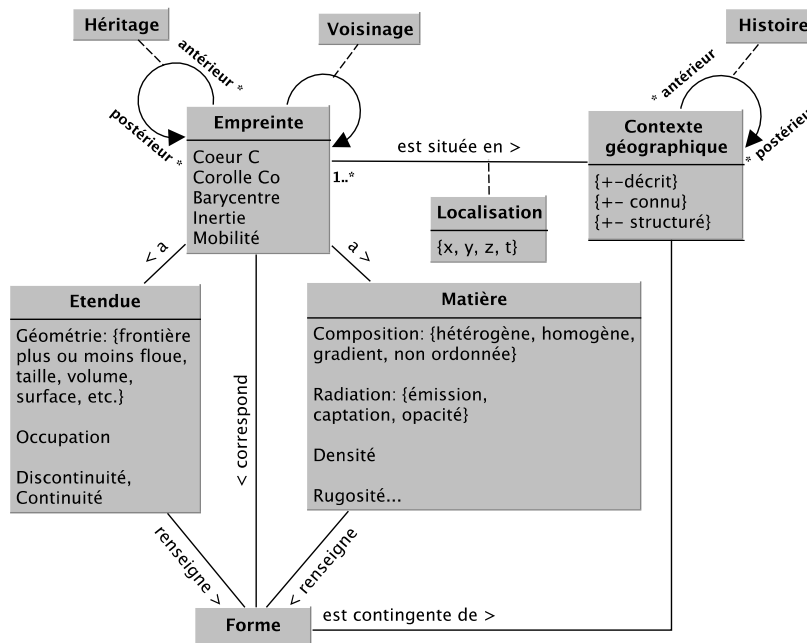 Héritage
Voisinage
Histoire
antérieur *
postérieur *
* antérieur
* postérieur
Empreinte
Coeur C
Corolle Co
Barycentre
Inertie
Mobilité
est située en >
1..*
Contexte
géographique
{+-décrit}
{+- connu}
{+- structuré}
Localisation
{x, y, z, t}
< a
a >
Etendue
Géométrie: {frontière
plus ou moins floue,
taille, volume,
surface, etc.}
Occupation
Discontinuité,
Continuité
< correspond
Matière
Composition: {hétérogène, homogène,
gradient, non ordonnée}
Radiation: {émission,
captation, opacité}
Densité
Rugosité...
renseigne >
< renseigne
Forme
est contingente de >